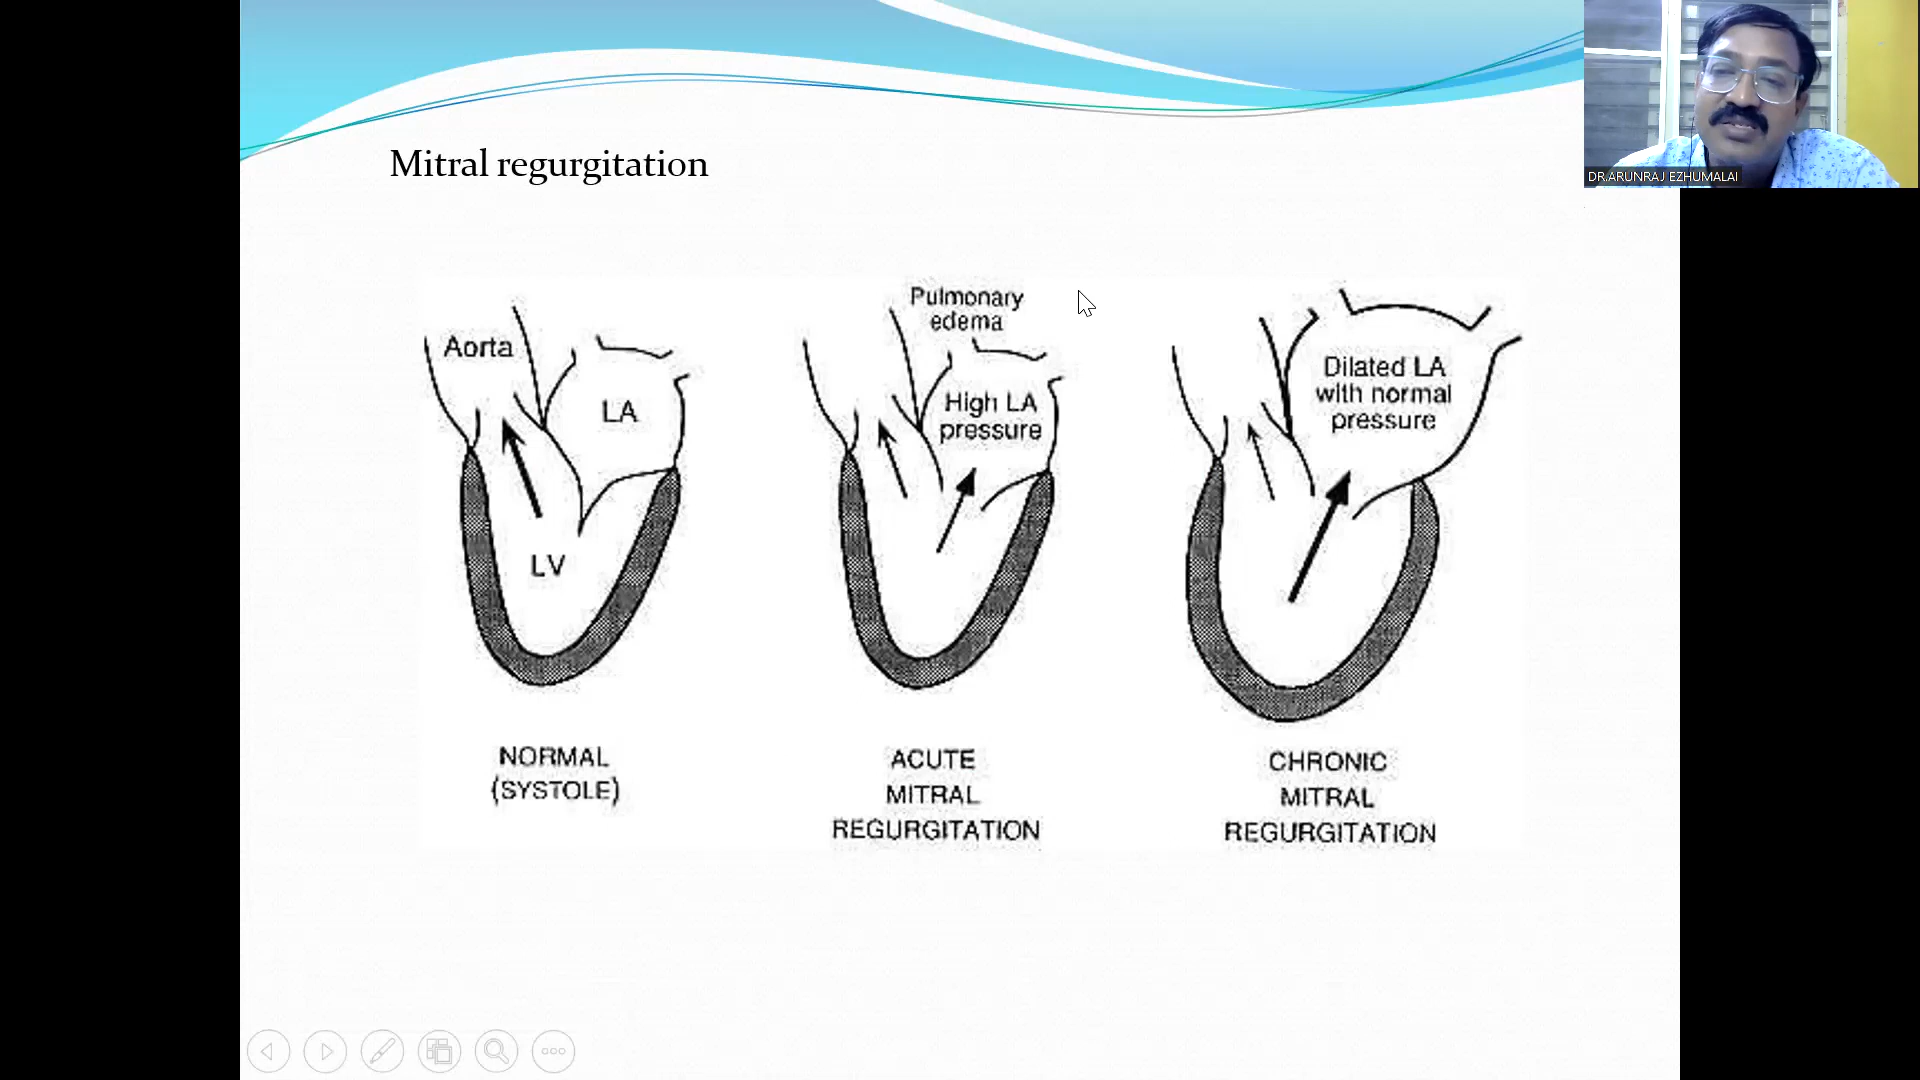 DR.ARUNRAJ EZHUMALAI
Mitral regurgitation
Aorta
LA
LV
NORMAL
(SYSTOLE)
Pulmonary
edema
High LA
pressure
ACUTE
MITRAL
REGURGITATION
Dilated LA
with normal
pressure
CHRONIC
MITRAL
REGURGITATION